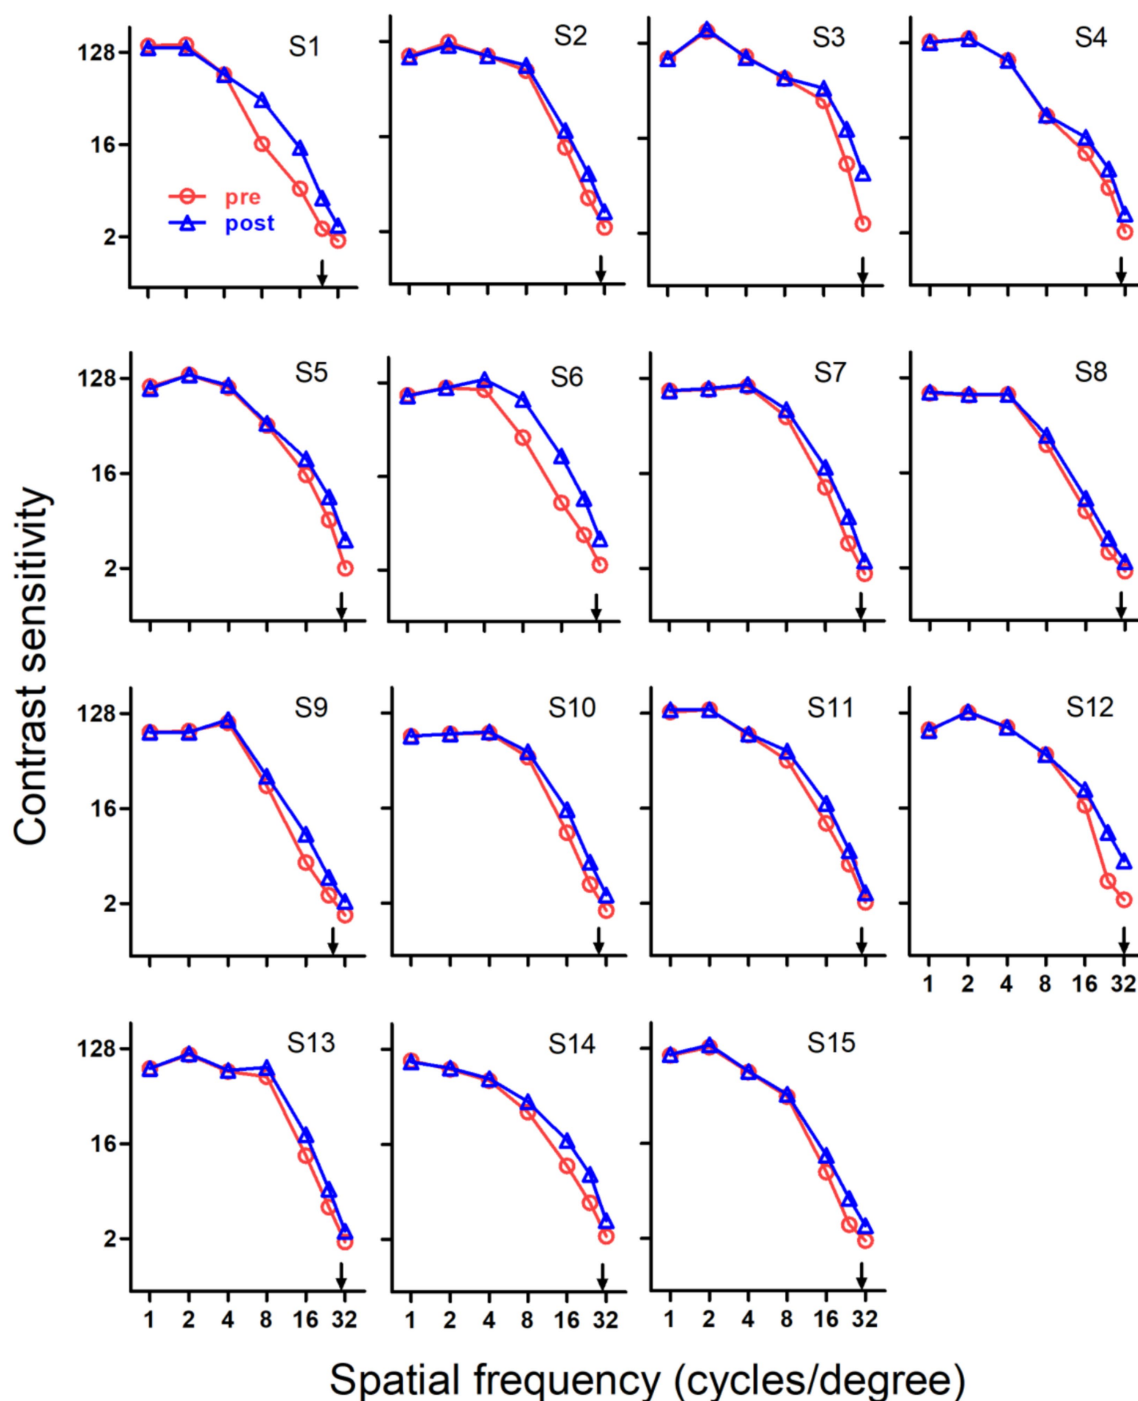 S1
S2
S3
S4
128
16
2
pre
post
S5
S6
S7
S8
128
16
2
Contrast sensitivity
S9
S10
S11
S12
128
16
2
1 2 4 8 16 32
S13
S14
S15
128
16
2
1 2 4 8 16 32
1 2 4 8 16 32
1 2 4 8 16 32
Spatial frequency (cycles/degree)